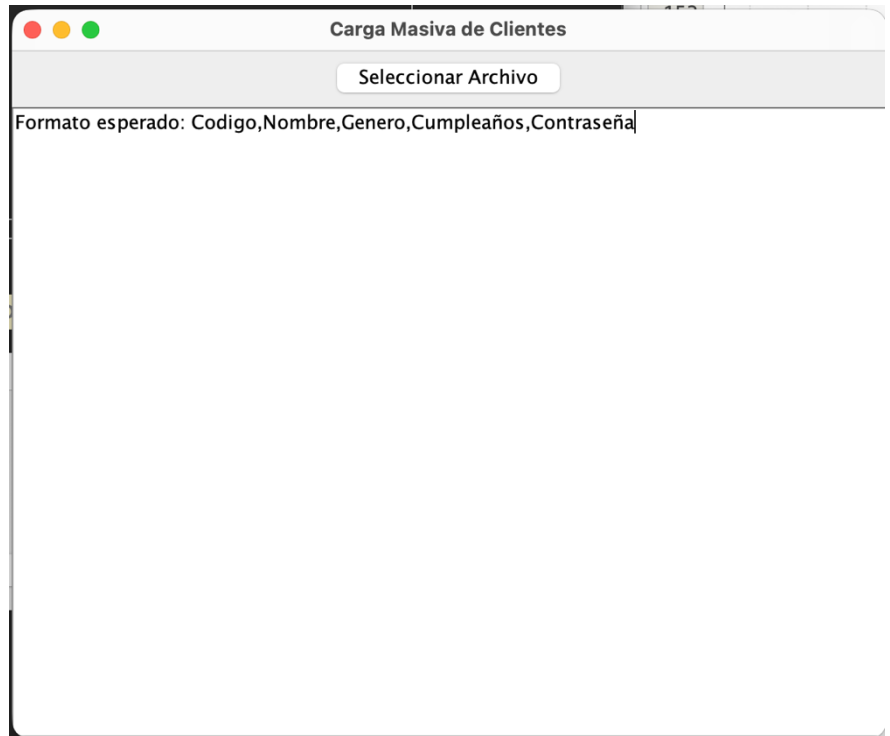 Carga Masiva de Clientes
Seleccionar Archivo
Formato esperado: Codigo,Nombre,Genero,Cumpleaños,Contraseña